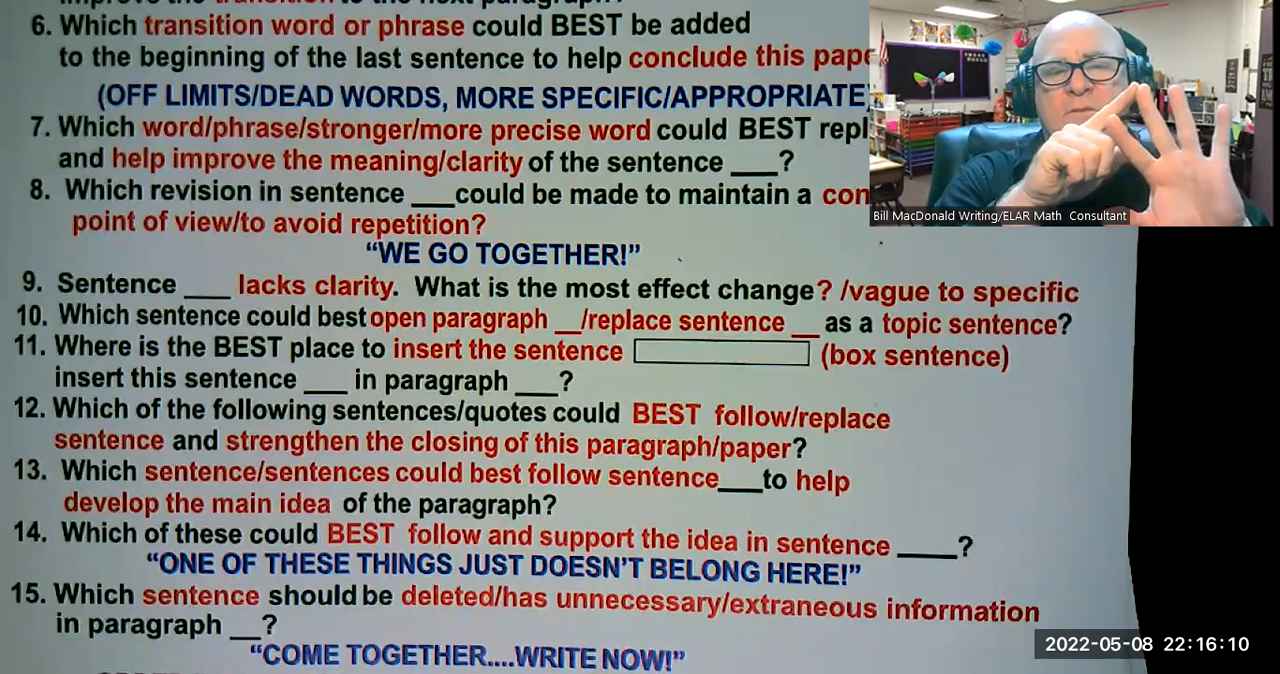 6. Which transition word or phrase could BEST be added
to the beginning of the last sentence to help conclude this pape
(OFF LIMITS/DEAD WORDS, MORE SPECIFIC/APPROPRIATE)
7. Which word/phrase/stronger/more precise word could BEST repl
and help improve the meaning/clarity of the sentence ___?
8. Which revision in sentence ___could be made to maintain a con
point of view/to avoid repetition?
“WE GO TOGETHER!”
9. Sentence ___ lacks clarity. What is the most effect change? /vague to specific
10. Which sentence could best open paragraph __/replace sentence __ as a topic sentence?
11. Where is the BEST place to insert the sentence (box sentence)
insert this sentence ___ in paragraph ___?
12. Which of the following sentences/quotes could BEST follow/replace
sentence and strengthen the closing of this paragraph/paper?
13. Which sentence/sentences could best follow sentence___to help
develop the main idea of the paragraph?
14. Which of these could BEST follow and support the idea in sentence ____?
“ONE OF THESE THINGS JUST DOESN’T BELONG HERE!”
15. Which sentence should be deleted/has unnecessary/extraneous information
in paragraph __?
“COME TOGETHER....WRITE NOW!”
Bill MacDonald Writing/ELAR Math Consultant
2022-05-08 22:16:10